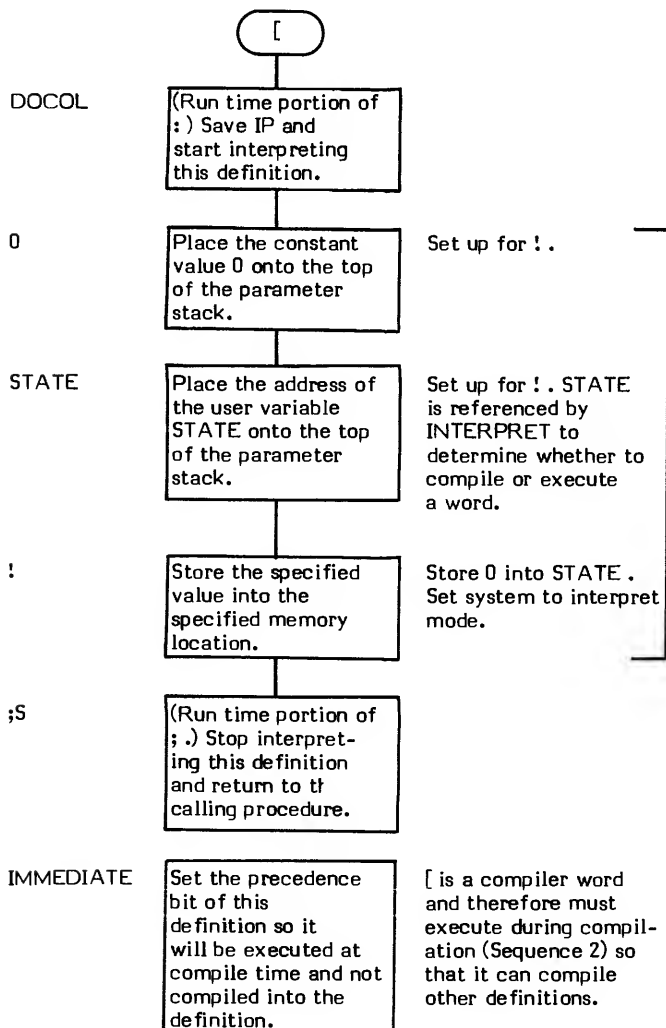 [
DOCOL
(Run time portion of
: ) Save IP and
start interpreting
this definition.
0
Place the constant
value 0 onto the top
of the parameter
stack.
Set up for ! .
STATE
Place the address of
the user variable
STATE onto the top
of the parameter
stack.
Set up for ! . STATE
is referenced by
INTERPRET to
determine whether to
compile or execute
a word.
!
Store the specified
value into the
specified memory
location.
Store 0 into STATE .
Set system to interpret
mode.
;S
(Run time portion of
; .) Stop interpret-
ing this definition
and return to
calling procedure.
IMMEDIATE
Set the precedence
bit of this
definition so it
will be executed at
compile time and not
compiled into the
definition.
[ is a compiler word
and therefore must
execute during compil-
ation (Sequence 2) so
that it can compile
other definitions.